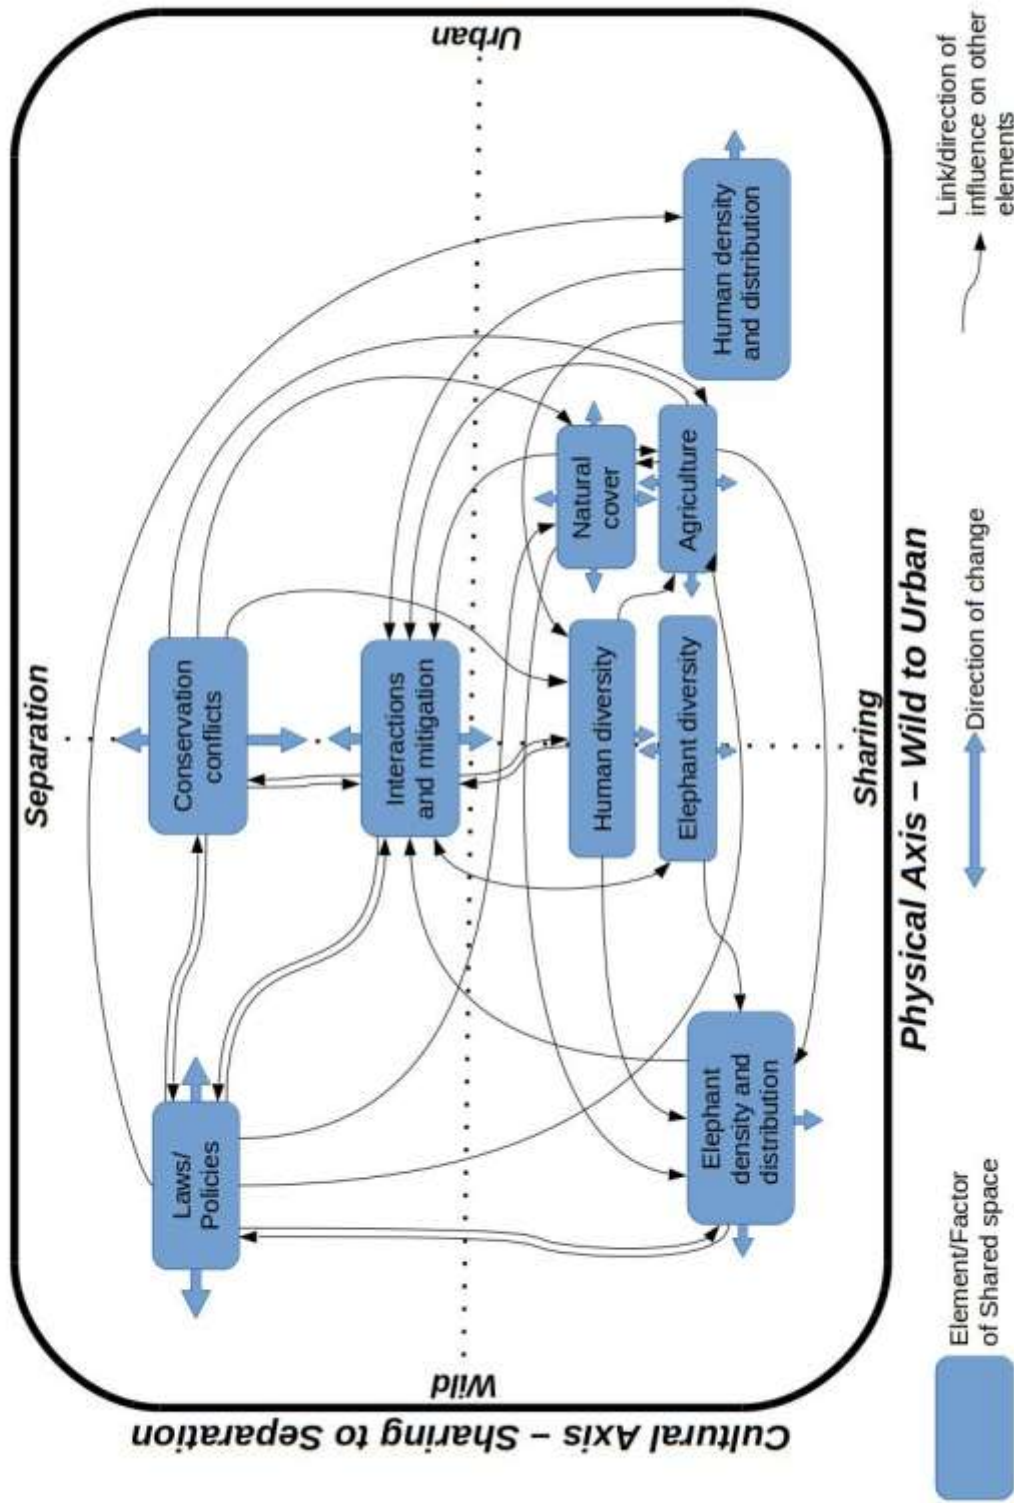 Separation
Laws/
Policies
Conservation
conflicts
Interactions
and mitigation
Wild
Urban
Human diversity
Natural
cover
Elephant diversity
Agriculture
Elephant
density and
distribution
Human density
and distribution
Sharing
Cultural Axis – Sharing to Separation
Physical Axis – Wild to Urban
Element/Factor
of Shared space
Direction of change
Link/direction of
influence on other
elements